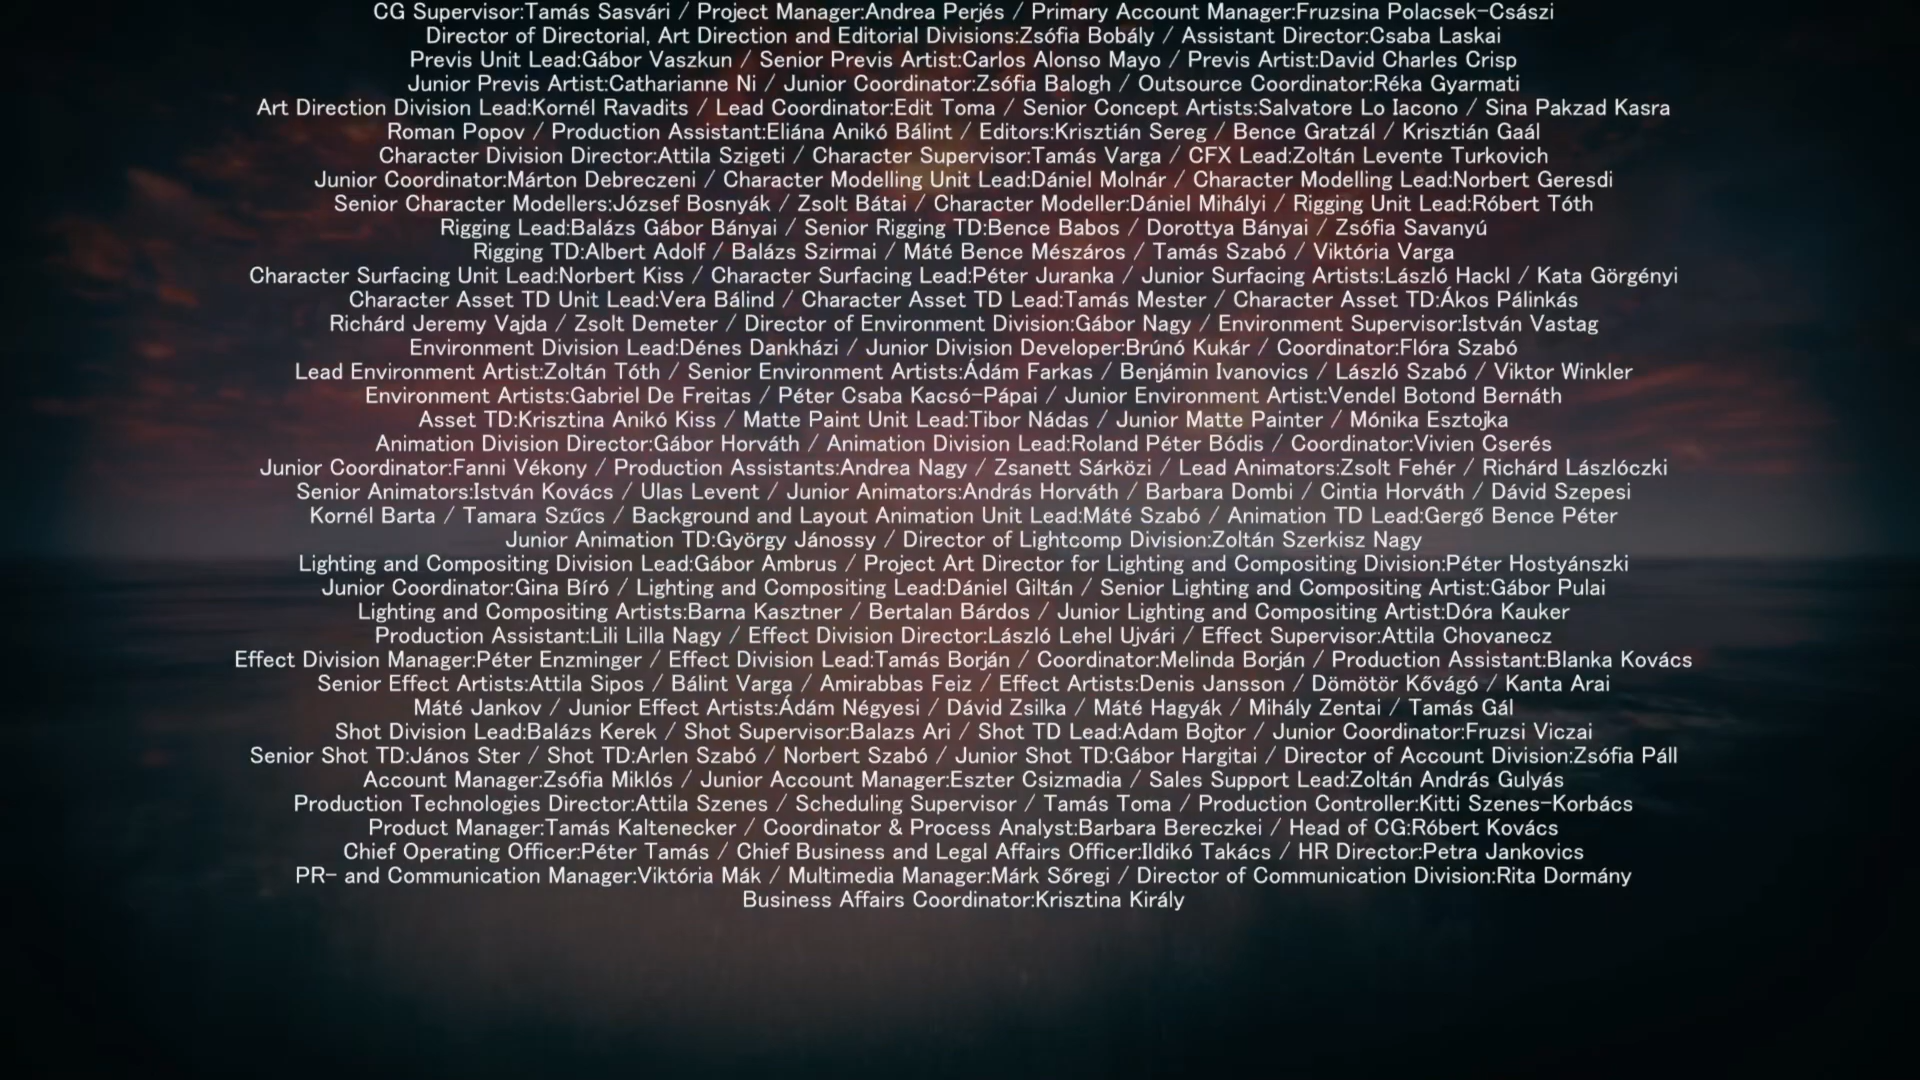 CG Supervisor:Tamás Sasvári / Project Manager:Andrea Perjés / Primary Account Manager:Fruzsina Polacsek-Császi
Director of Directorial, Art Direction and Editorial Divisions:Zsófia Bobály / Assistant Director:Csaba Laskai
Previs Unit Lead:Gábor Vaszkun / Senior Previs Artist:Carlos Alonso Mayo / Previs Artist:David Charles Crisp
Junior Previs Artist:Catharianne Ni / Junior Coordinator:Zsófia Balogh / Outsource Coordinator:Réka Gyarmati
Art Direction Division Lead:Kornél Ravadits / Lead Coordinator:Edit Toma / Senior Concept Artists:Salvatore Lo Iacono / Sina Pakzad Kasra
Roman Popov / Production Assistant:Eliána Anikó Bálint / Editors:Krisztián Sereg / Bence Gratzál / Krisztián Gaál
Character Division Director:Attila Szigeti / Character Supervisor:Tamás Varga / CFX Lead:Zoltán Levente Turkovich
Junior Coordinator:Márton Debreczeni / Character Modelling Unit Lead:Dániel Molnár / Character Modelling Lead:Norbert Geresdi
Senior Character Modellers:József Bosnyák / Zsolt Bátai / Character Modeller:Dániel Mihályi / Rigging Unit Lead:Róbert Tóth
Rigging Lead:Balázs Gábor Bányai / Senior Rigging TD:Bence Babos / Dorottya Bányai / Zsófia Savanyú
Rigging TD:Albert Adolf / Balázs Szirmai / Máté Bence Mészáros / Tamás Szabó / Viktória Varga
Character Surfacing Unit Lead:Norbert Kiss / Character Surfacing Lead:Péter Juranka / Junior Surfacing Artists:László Hackl / Kata Görgényi
Character Asset TD Unit Lead:Vera Bálind / Character Asset TD Lead:Tamás Mester / Character Asset TD:Ákos Pálinkás
Richárd Jeremy Vajda / Zsolt Demeter / Director of Environment Division:Gábor Nagy / Environment Supervisor:István Vastag
Environment Division Lead:Dénes Dankházi / Junior Division Developer:Brúnó Kukár / Coordinator:Flóra Szabó
Lead Environment Artist:Zoltán Tóth / Senior Environment Artists:Ádám Farkas / Benjámin Ivanovics / László Szabó / Viktor Winkler
Environment Artists:Gabriel De Freitas / Péter Csaba Kacsó-Pápai / Junior Environment Artist:Vendel Botond Bernáth
Asset TD:Krisztina Anikó Kiss / Matte Paint Unit Lead:Tibor Nádas / Junior Matte Painter / Mónika Esztojka
Animation Division Director:Gábor Horváth / Animation Division Lead:Roland Péter Bódis / Coordinator:Vivien Cserés
Junior Coordinator:Fanni Vékony / Production Assistants:Andrea Nagy / Zsanett Sárközi / Lead Animators:Zsolt Fehér / Richárd Lászlóczki
Senior Animators:István Kovács / Ulas Levent / Junior Animators:András Horváth / Barbara Dombi / Cintia Horváth / Dávid Szepesi
Kornél Barta / Tamara Szűcs / Background and Layout Animation Unit Lead:Máté Szabó / Animation TD Lead:Gergő Bence Péter
Junior Animation TD:György Jánossy / Director of Lightcomp Division:Zoltán Szerkisz Nagy
Lighting and Compositing Division Lead:Gábor Ambrus / Project Art Director for Lighting and Compositing Division:Péter Hostyánszki
Junior Coordinator:Gina Bíró / Lighting and Compositing Lead:Dániel Giltán / Senior Lighting and Compositing Artist:Gábor Pulai
Lighting and Compositing Artists:Barna Kasztner / Bertalan Bárdos / Junior Lighting and Compositing Artist:Dóra Kauker
Production Assistant:Lili Lilla Nagy / Effect Division Director:László Lehel Ujvári / Effect Supervisor:Attila Chovanecz
Effect Division Manager:Péter Enzminger / Effect Division Lead:Tamás Borján / Coordinator:Melinda Borján / Production Assistant:Blanka Kovács
Senior Effect Artists:Attila Sipos / Bálint Varga / Amirabbas Feiz / Effect Artists:Denis Jansson / Dömötör Kővágó / Kanta Arai
Máté Jankov / Junior Effect Artists:Ádám Négyesi / Dávid Zsilka / Máté Hagyák / Mihály Zentai / Tamás Gál
Shot Division Lead:Balázs Kerek / Shot Supervisor:Balazs Ari / Shot TD Lead:Adam Bojtor / Junior Coordinator:Fruzsi Viczai
Senior Shot TD:János Ster / Shot TD:Arlen Szabó / Norbert Szabó / Junior Shot TD:Gábor Hargitai / Director of Account Division:Zsófia Páll
Account Manager:Zsófia Miklós / Junior Account Manager:Eszter Csizmadia / Sales Support Lead:Zoltán András Gulyás
Production Technologies Director:Attila Szenes / Scheduling Supervisor / Tamás Toma / Production Controller:Kitti Szenes-Korbács
Product Manager:Tamás Kaltenecker / Coordinator & Process Analyst:Barbara Bereczkei / Head of CG:Róbert Kovács
Chief Operating Officer:Péter Tamás / Chief Business and Legal Affairs Officer:Ildikó Takács / HR Director:Petra Jankovics
PR- and Communication Manager:Viktória Mák / Multimedia Manager:Márk Sőregi / Director of Communication Division:Rita Dormány
Business Affairs Coordinator:Krisztina Király